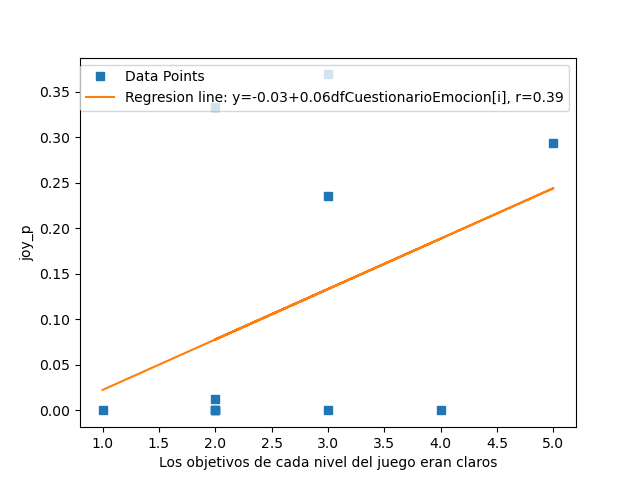 Data Points
Regresion line: y=-0.03+0.06dfCuestionarioEmocion[i], r=0.39
0.35
0.30
0.25
0.20
0.15
0.10
0.05
0.00
joy_p
1.0 1.5 2.0 2.5 3.0 3.5 4.0 4.5 5.0
Los objetivos de cada nivel del juego eran claros